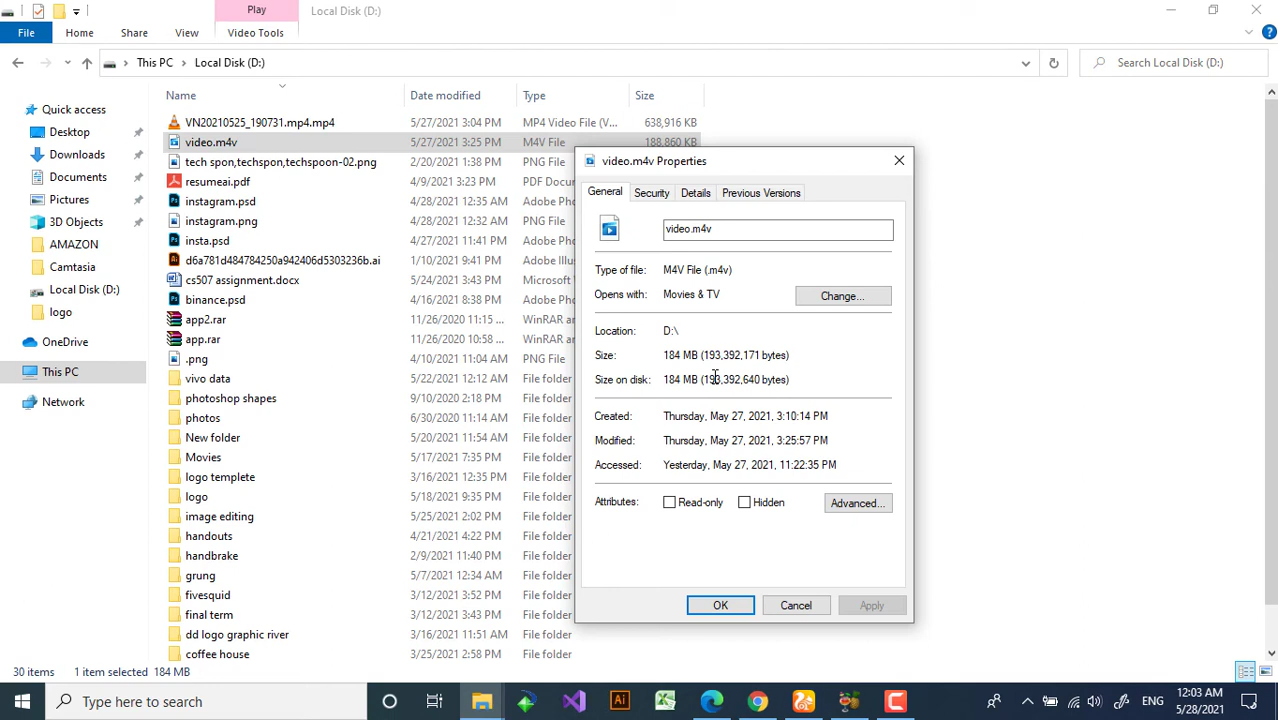 Play
Local Disk (D:)
File
Home
Share
View
Video Tools
This PC
Local Disk (D:)
Search Local Disk (D:)
Name
Date modified
Type
Size
Quick access
Desktop
Downloads
Documents
Pictures
3D Objects
AMAZON
Camtasia
Local Disk (D:)
logo
OneDrive
This PC
Network
VN20210525_190731.mp4.mp4 5/27/2021 3:04 PM MP4 Video File (V... 638,916 KB
video.m4v 5/27/2021 3:25 PM M4V File 188,860 KB
tech spon,techspon,techspoon-02.png 2/20/2021 1:38 PM PNG File
resumeai.pdf 4/9/2021 3:23 PM PDF Docu
instagram.psd 4/28/2021 12:35 AM Adobe Pho
instagram.png 4/28/2021 12:32 AM PNG File
insta.psd 4/27/2021 11:41 PM Adobe Pho
d6a781d484784250a942406d5303236b.ai 1/10/2021 9:41 PM Adobe Illus
cs507 assignment.docx 4/27/2021 3:40 PM Microsoft
binance.psd 4/16/2021 8:38 PM Adobe Pho
app2.rar 11/26/2020 11:15 ... WinRAR ar
app.rar 11/26/2020 10:58 ... WinRAR ar
.png 4/10/2021 11:04 AM PNG File
vivo data 5/22/2021 12:12 AM File folder
photoshop shapes 9/10/2020 2:18 PM File folder
photos 6/30/2020 11:14 AM File folder
New folder 5/20/2021 11:54 AM File folder
Movies 5/17/2021 7:35 PM File folder
logo templete 3/16/2021 12:35 PM File folder
logo 5/18/2021 9:35 PM File folder
image editing 5/25/2021 2:02 PM File folder
handouts 4/21/2021 4:22 PM File folder
handbrake 2/9/2021 11:40 PM File folder
grung 5/7/2021 12:34 AM File folder
fivesquid 3/12/2021 3:52 PM File folder
final term 3/12/2021 3:43 PM File folder
dd logo graphic river 3/16/2021 11:51 AM File folder
coffee house 3/25/2021 2:58 PM File folder
video.m4v Properties
General
Security
Details
Previous Versions
video.m4v
Type of file: M4V File (.m4v)
Opens with: Movies & TV
Change...
Location: D:\
Size: 184 MB (193,392,171 bytes)
Size on disk: 184 MB (193,392,640 bytes)
Created: Thursday, May 27, 2021, 3:10:14 PM
Modified: Thursday, May 27, 2021, 3:25:57 PM
Accessed: Yesterday, May 27, 2021, 11:22:35 PM
Attributes: Read-only Hidden
Advanced...
OK
Cancel
Apply
30 items
1 item selected 184 MB
Type here to search
Ai
ENG
12:03 AM
5/28/2021